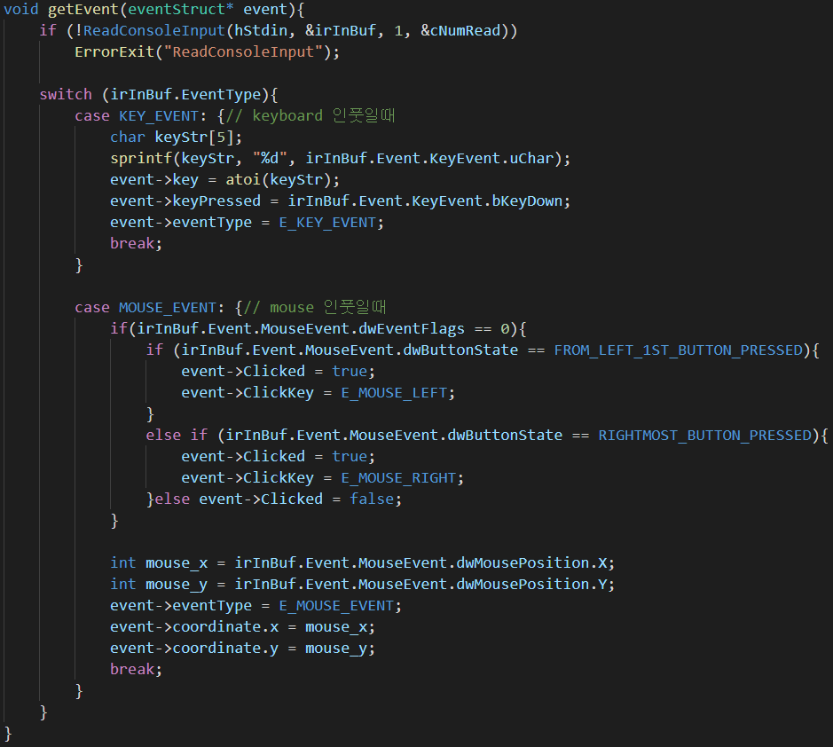 void getEvent(eventStruct* event){
    if (!ReadConsoleInput(hStdin, &irInBuf, 1, &cNumRead))
        ErrorExit("ReadConsoleInput");

    switch (irInBuf.EventType){
        case KEY_EVENT: {// keyboard 인풋일때
            char keyStr[5];
            sprintf(keyStr, "%d", irInBuf.Event.KeyEvent.uChar);
            event->key = atoi(keyStr);
            event->keyPressed = irInBuf.Event.KeyEvent.bKeyDown;
            event->eventType = E_KEY_EVENT;
            break;
        }

        case MOUSE_EVENT: {// mouse 인풋일때
            if(irInBuf.Event.MouseEvent.dwEventFlags == 0){
                if (irInBuf.Event.MouseEvent.dwButtonState == FROM_LEFT_1ST_BUTTON_PRESSED){
                    event->Clicked = true;
                    event->ClickKey = E_MOUSE_LEFT;
                }
                else if (irInBuf.Event.MouseEvent.dwButtonState == RIGHTMOST_BUTTON_PRESSED){
                    event->Clicked = true;
                    event->ClickKey = E_MOUSE_RIGHT;
                }else event->Clicked = false;
            }

            int mouse_x = irInBuf.Event.MouseEvent.dwMousePosition.X;
            int mouse_y = irInBuf.Event.MouseEvent.dwMousePosition.Y;
            event->eventType = E_MOUSE_EVENT;
            event->coordinate.x = mouse_x;
            event->coordinate.y = mouse_y;
            break;
        }
    }
}